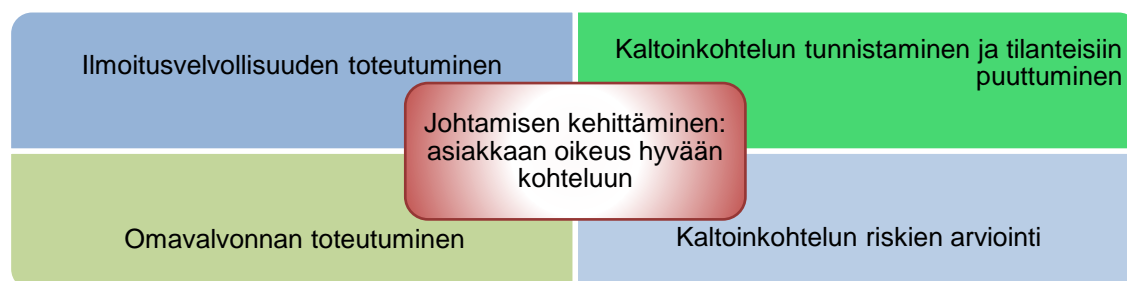 Ilmoitusvelvollisuuden toteutuminen
Kaltoinkohtelun tunnistaminen ja tilanteisiin
puuttuminen
Johtamisen kehittäminen:
asiakkaan oikeus hyvään
kohteluun
Omavalvonnan toteutuminen
Kaltoinkohtelun riskien arviointi